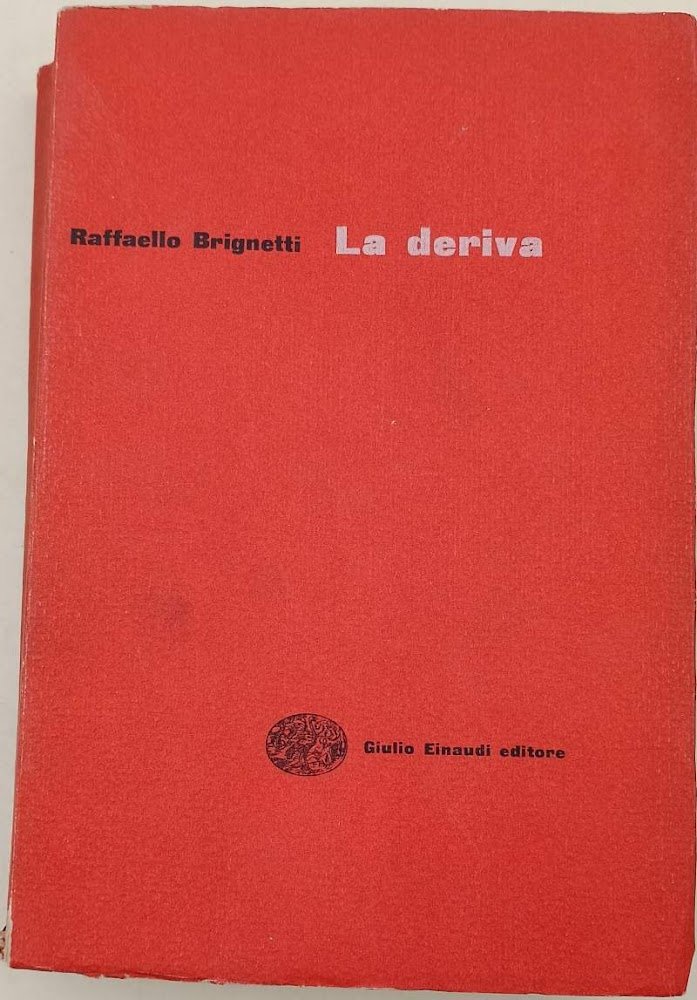 Raffaello Brignetti La deriva
Giulio Einaudi editore